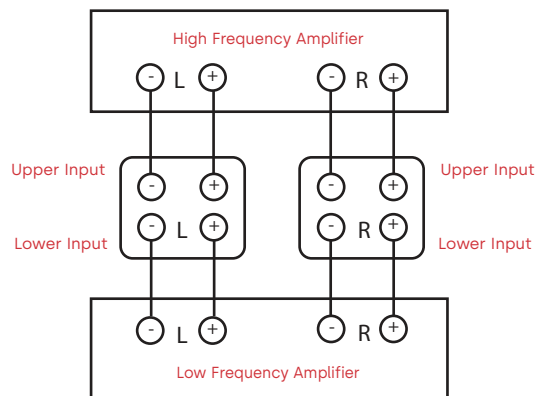 High Frequency Amplifier
- L + - R +
Upper Input - + - + Upper Input
Lower Input - L + - R + Lower Input
- L + - R +
Low Frequency Amplifier